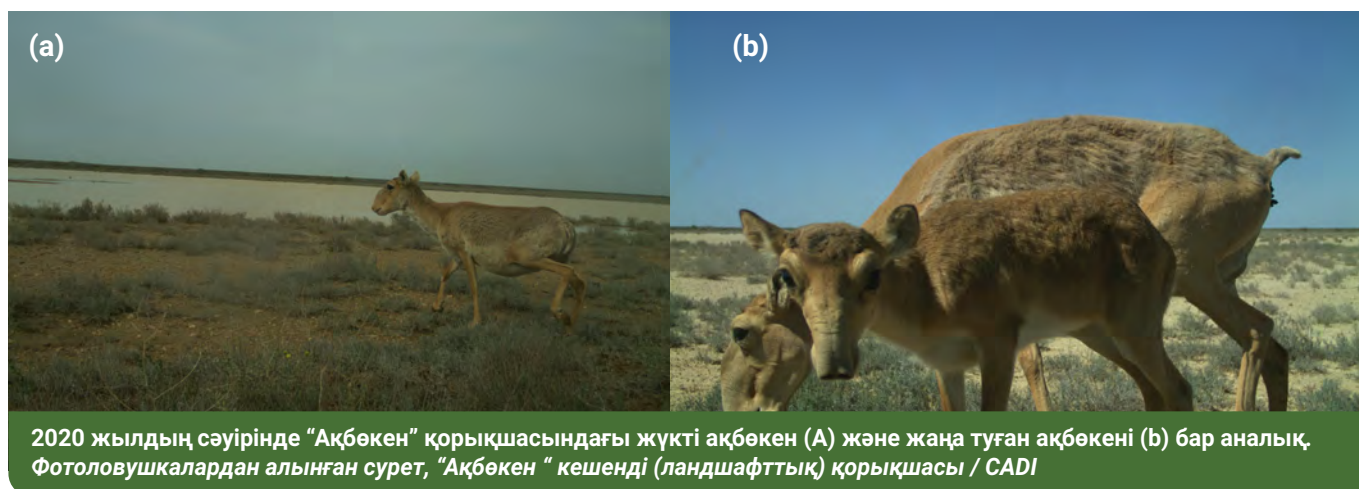 (a)
(b)
2020 жылдың сәуірінде “Ақбөкен” қорықшасындағы жүкті ақбөкен (А) және жаңа туған ақбөкені (b) бар аналық.
Фотоловушкалардан алынған сурет, “Ақбөкен “ кешенді (ландшафттық) қорықшасы / CADI